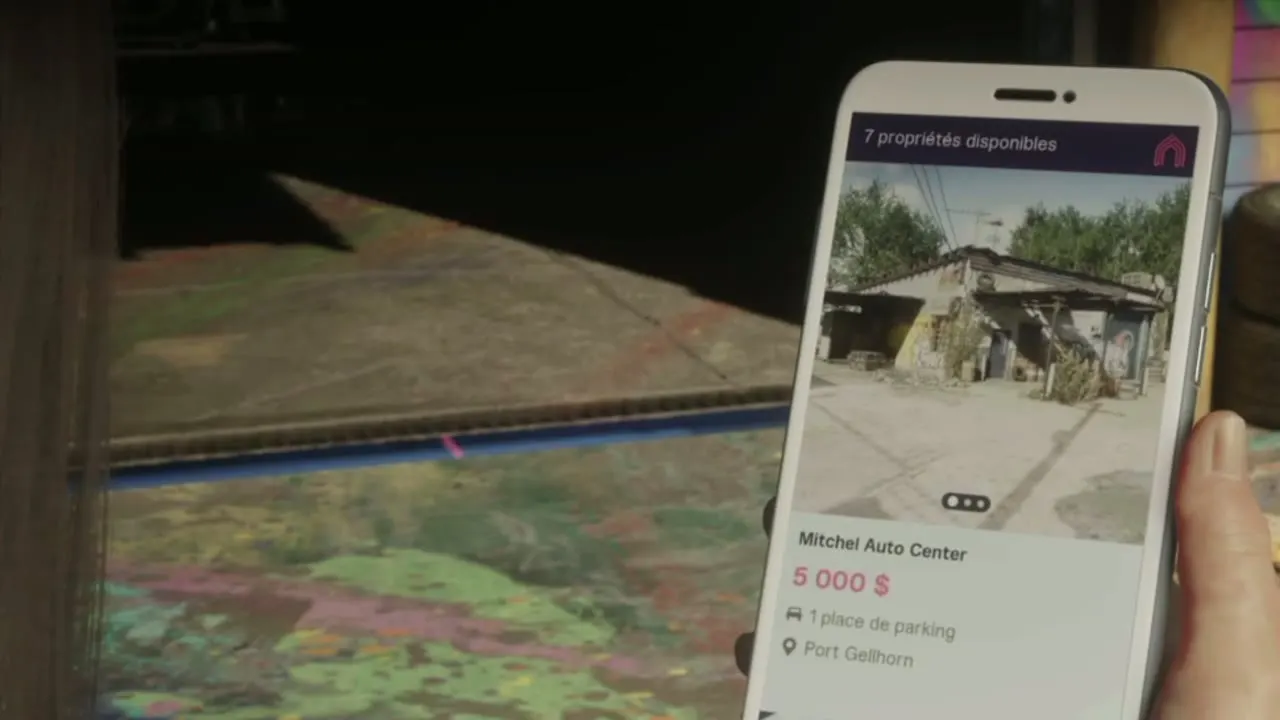 7 propriétés disponibles
Mitchel Auto Center
5 000 $
1 place de parking
Port Gellhorn